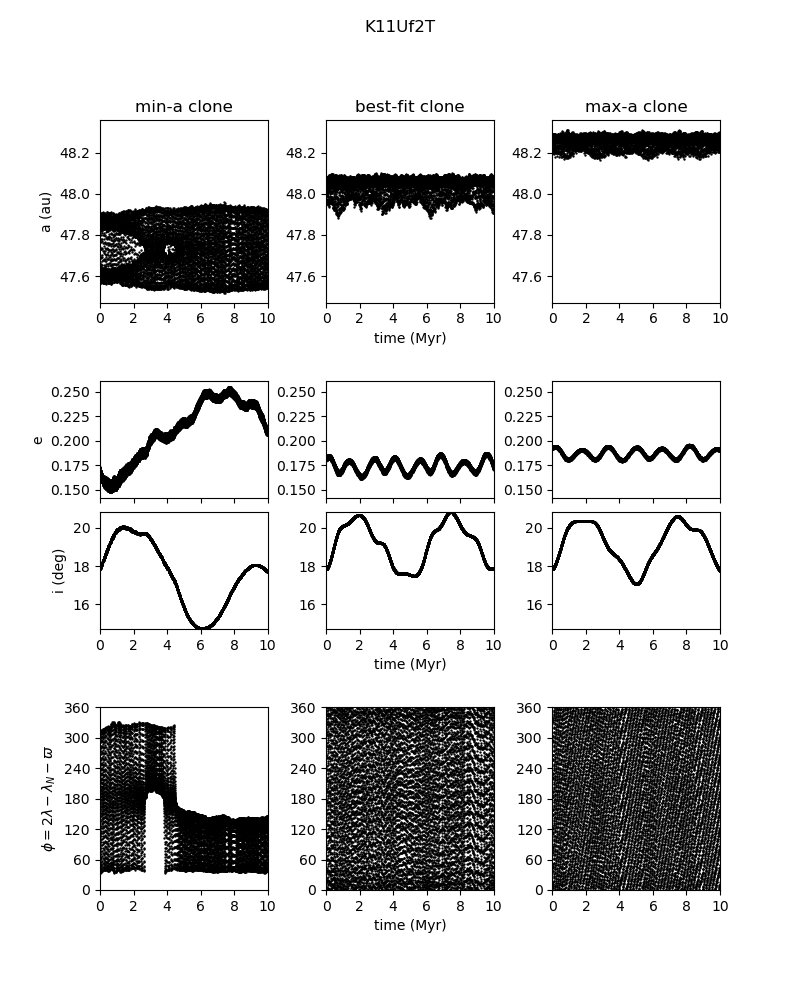 K11Uf2T
min-a clone best-fit clone max-a clone
a (au)
48.2 48.2 48.2
48.0 48.0 48.0
47.8 47.8 47.8
47.6 47.6 47.6
0 2 4 6 8 10 0 2 4 6 8 10 0 2 4 6 8 10
time (Myr)
e
0.250 0.250 0.250
0.225 0.225 0.225
0.200 0.200 0.200
0.175 0.175 0.175
0.150 0.150 0.150
i (deg)
20 20 20
18 18 18
16 16 16
0 2 4 6 8 10 0 2 4 6 8 10 0 2 4 6 8 10
time (Myr)
ϕ = 2λ − λ_N − ϖ
360 360 360
300 300 300
240 240 240
180 180 180
120 120 120
60 60 60
0 0 0
0 2 4 6 8 10 0 2 4 6 8 10 0 2 4 6 8 10
time (Myr)